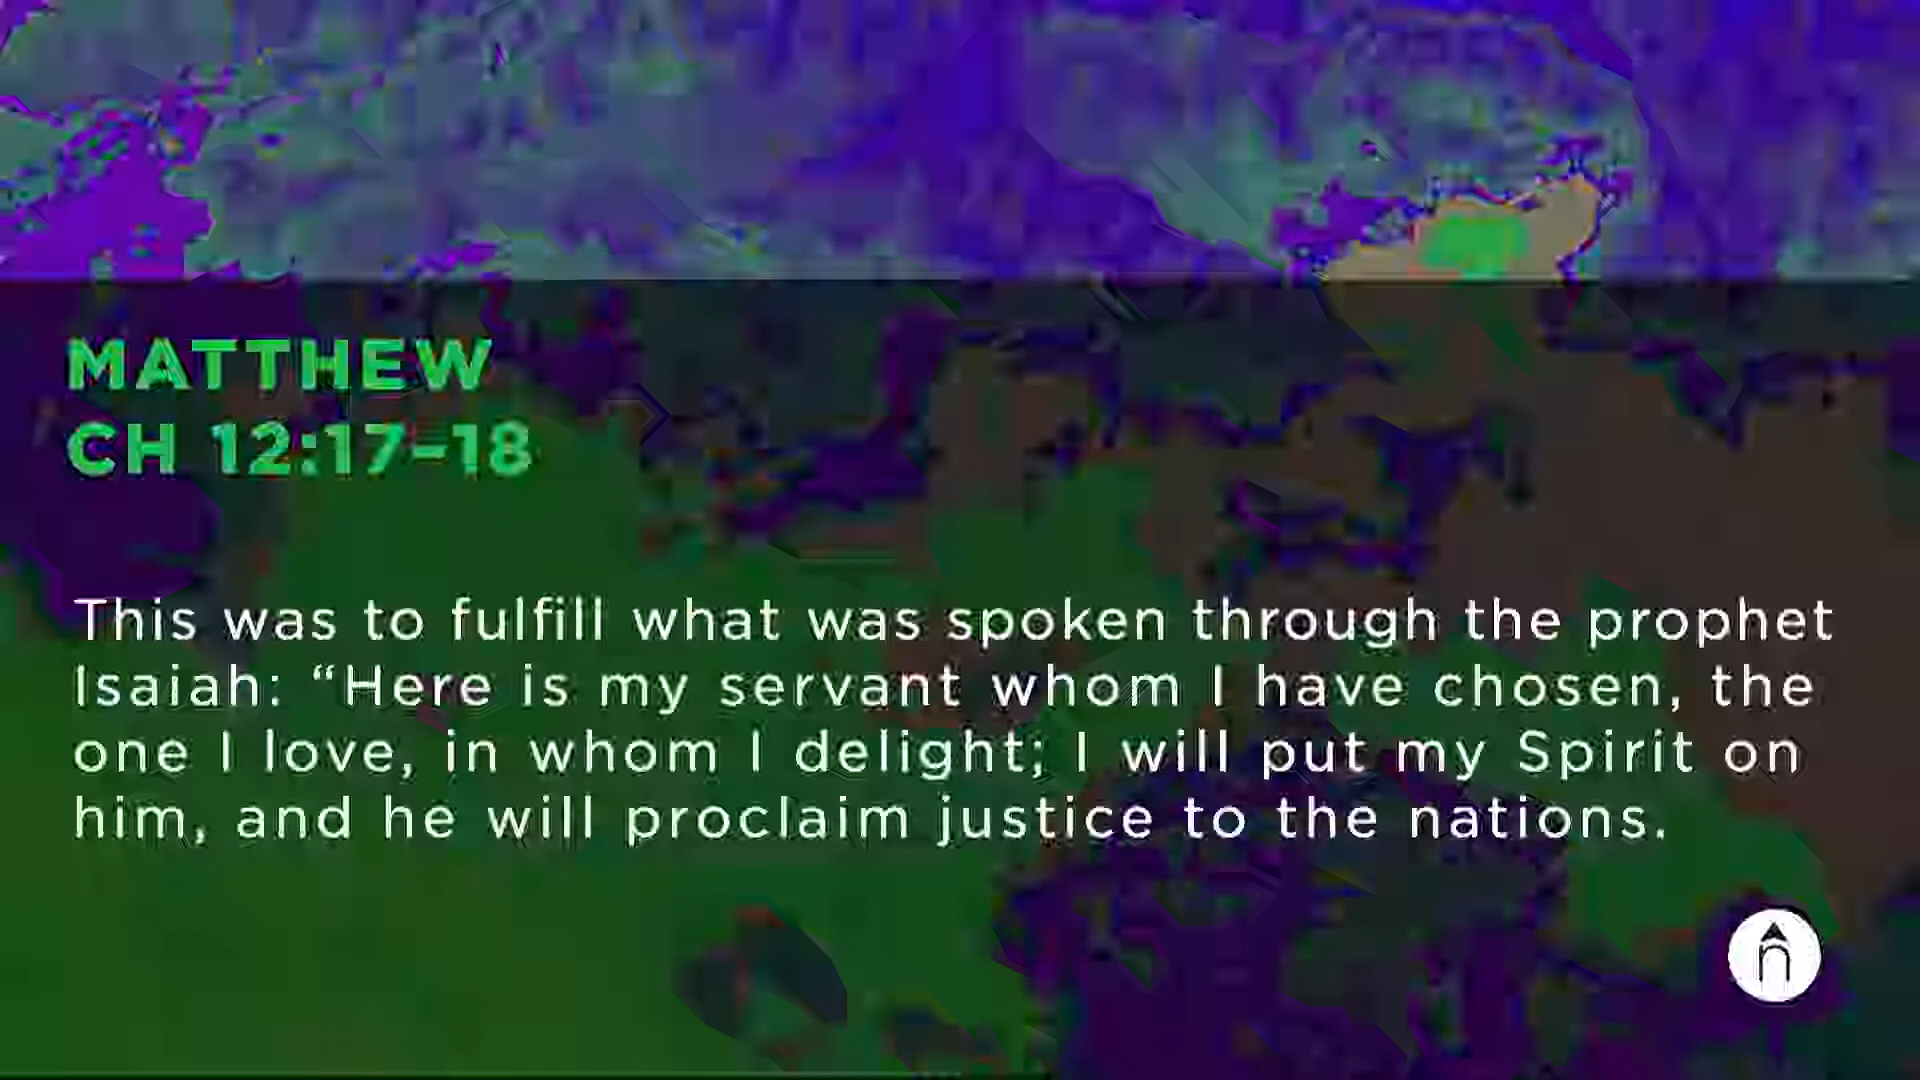 MATTHEW
CH 12:17-18
This was to fulfill what was spoken through the prophet
Isaiah: “Here is my servant whom I have chosen, the
one I love, in whom I delight; I will put my Spirit on
him, and he will proclaim justice to the nations.